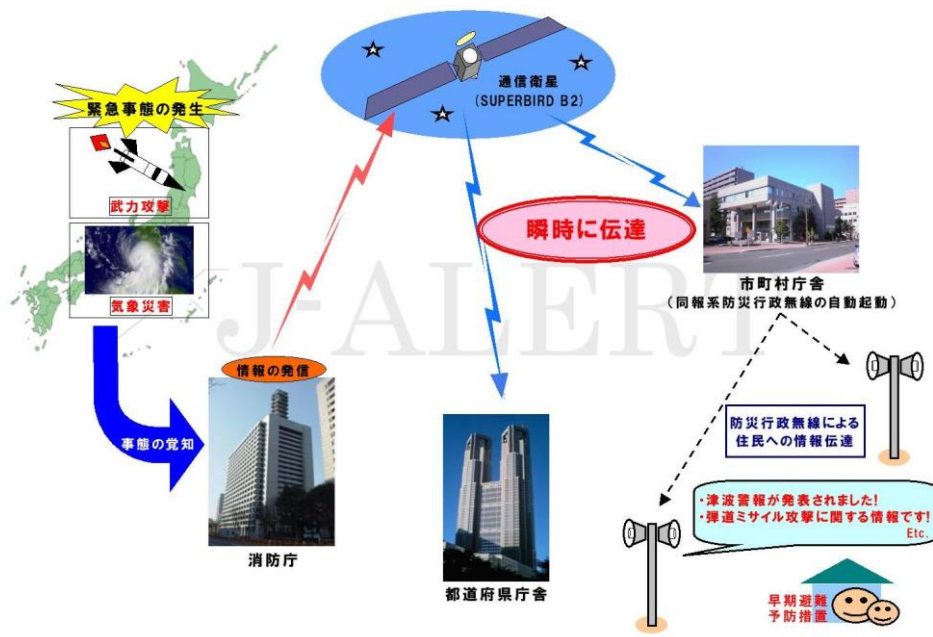 緊急事態の発生
武力攻撃
気象災害
事態の覚知
情報の発信
消防庁
通信衛星
(SUPERBIRD B2)
瞬時に伝達
J-ALERT
都道府県庁舎
市町村庁舎
(同報系防災行政無線の自動起動)
防災行政無線による
住民への情報伝達
・津波警報が発表されました!
・弾道ミサイル攻撃に関する情報です!
Etc.
早期避難
予防措置